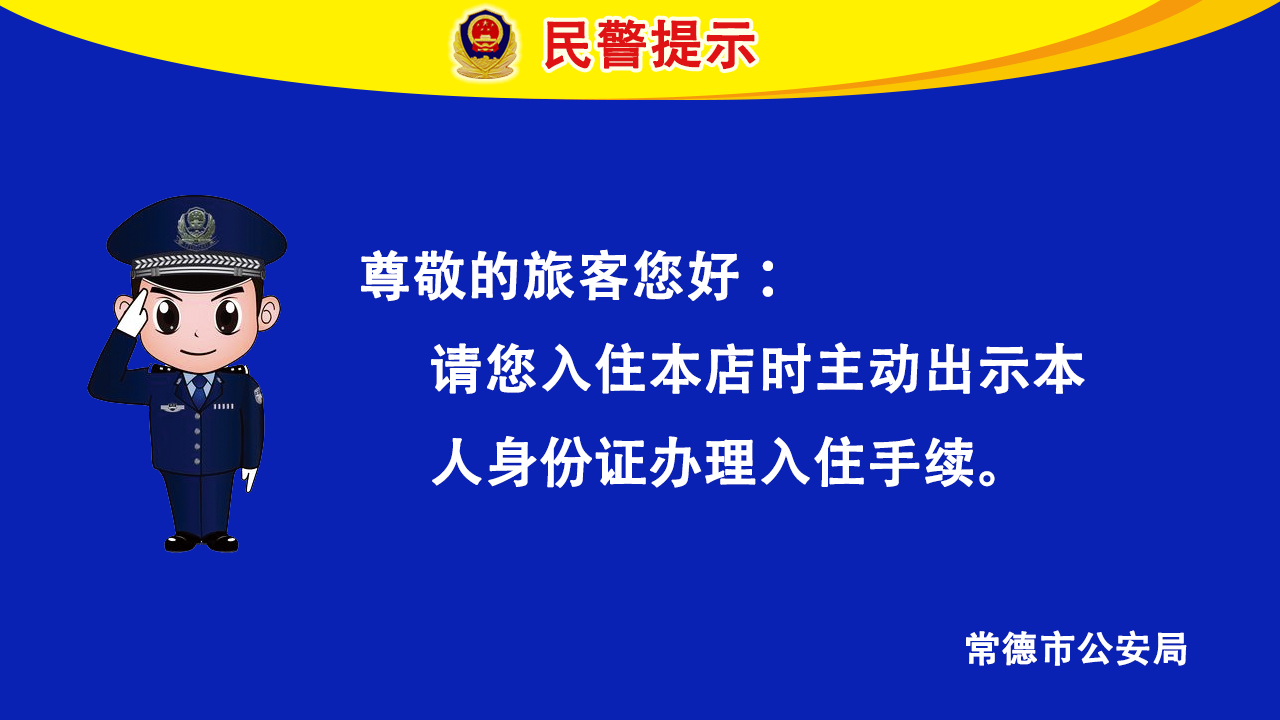 民警提示
尊敬的旅客您好：
请您入住本店时主动出示本
人身份证办理入住手续。
常德市公安局